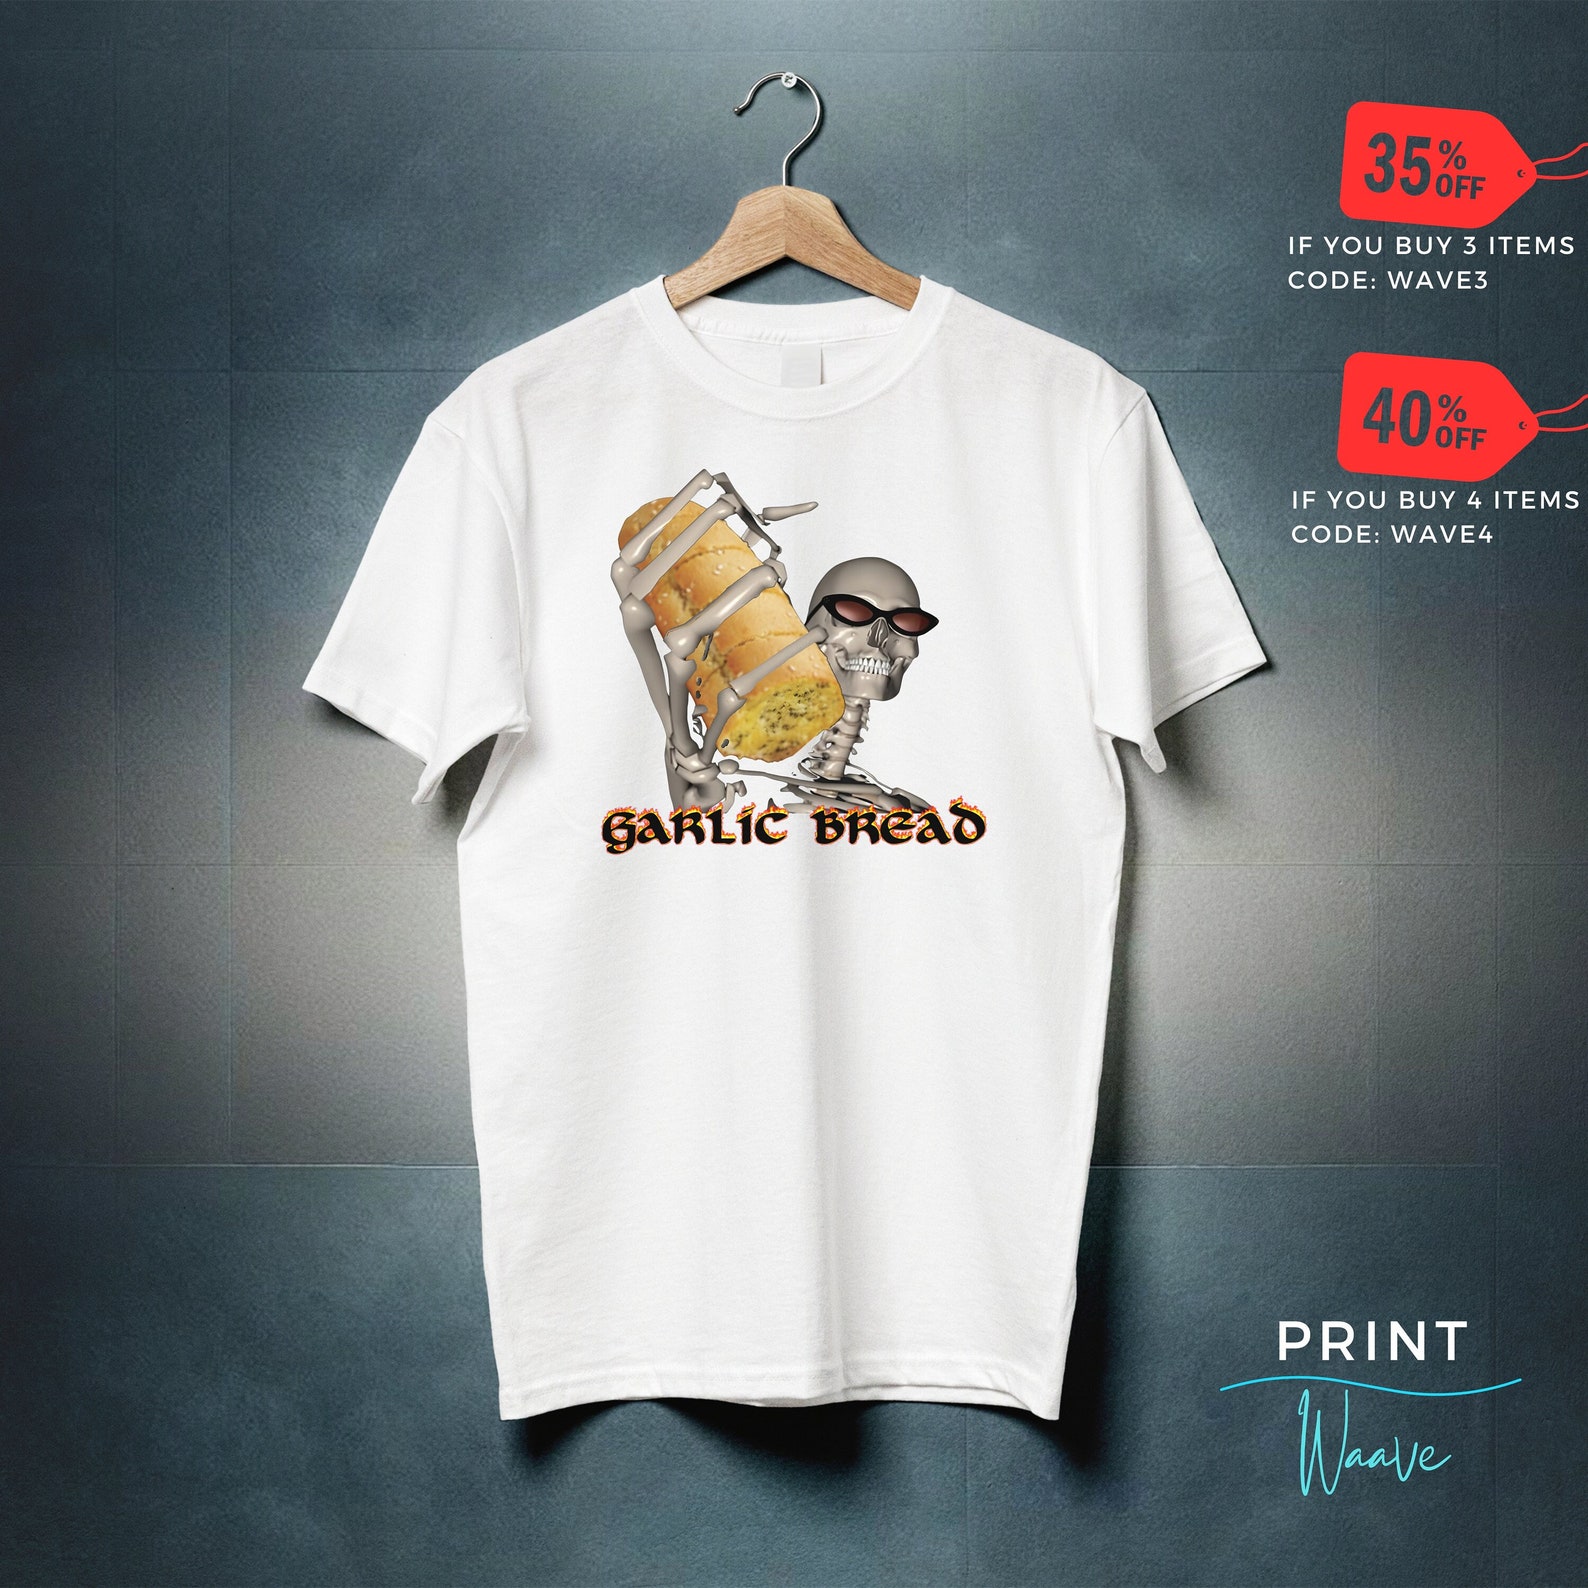 35% OFF
IF YOU BUY 3 ITEMS
CODE: WAVE3
40% OFF
IF YOU BUY 4 ITEMS
CODE: WAVE4
GARLIC BREAD
PRINT
Waave